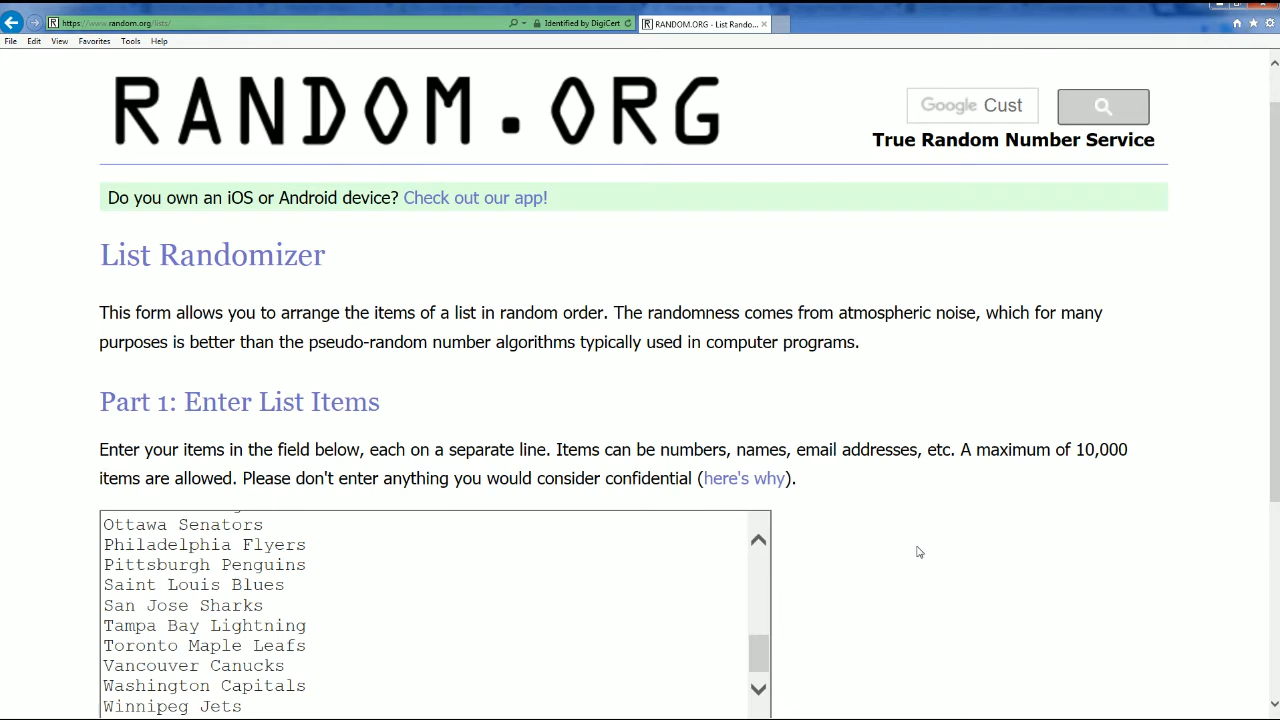 https://www.random.org/lists/
Identified by DigiCert
RANDOM.ORG - List Rando...
File Edit View Favorites Tools Help
RANDOM.ORG
Google Cust
True Random Number Service
Do you own an iOS or Android device? Check out our app!
List Randomizer
This form allows you to arrange the items of a list in random order. The randomness comes from atmospheric noise, which for many
purposes is better than the pseudo-random number algorithms typically used in computer programs.
Part 1: Enter List Items
Enter your items in the field below, each on a separate line. Items can be numbers, names, email addresses, etc. A maximum of 10,000
items are allowed. Please don't enter anything you would consider confidential (here's why).
Ottawa Senators
Philadelphia Flyers
Pittsburgh Penguins
Saint Louis Blues
San Jose Sharks
Tampa Bay Lightning
Toronto Maple Leafs
Vancouver Canucks
Washington Capitals
Winnipeg Jets